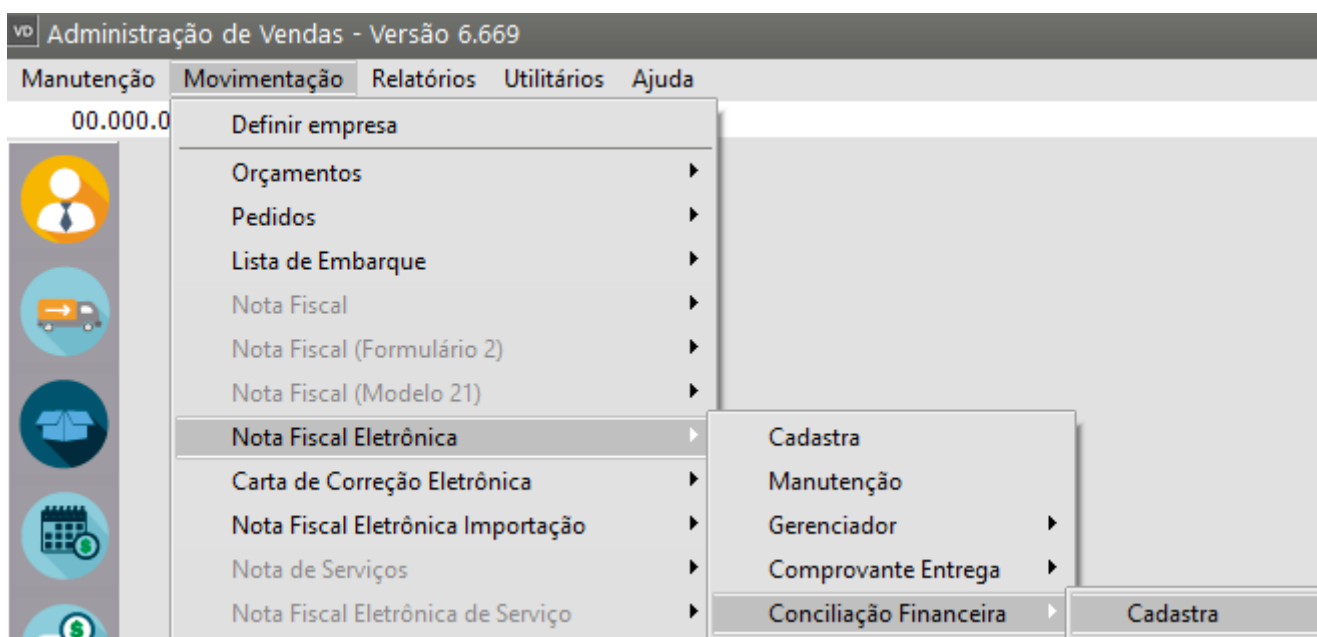 VD Administração de Vendas - Versão 6.669
Manutenção Movimentação Relatórios Utilitários Ajuda
00.000.0
Definir empresa
Orçamentos
Pedidos
Lista de Embarque
Nota Fiscal
Nota Fiscal (Formulário 2)
Nota Fiscal (Modelo 21)
Nota Fiscal Eletrônica
Carta de Correção Eletrônica
Nota Fiscal Eletrônica Importação
Nota de Serviços
Nota Fiscal Eletrônica de Serviço
Cadastra
Manutenção
Gerenciador
Comprovante Entrega
Conciliação Financeira
Cadastra